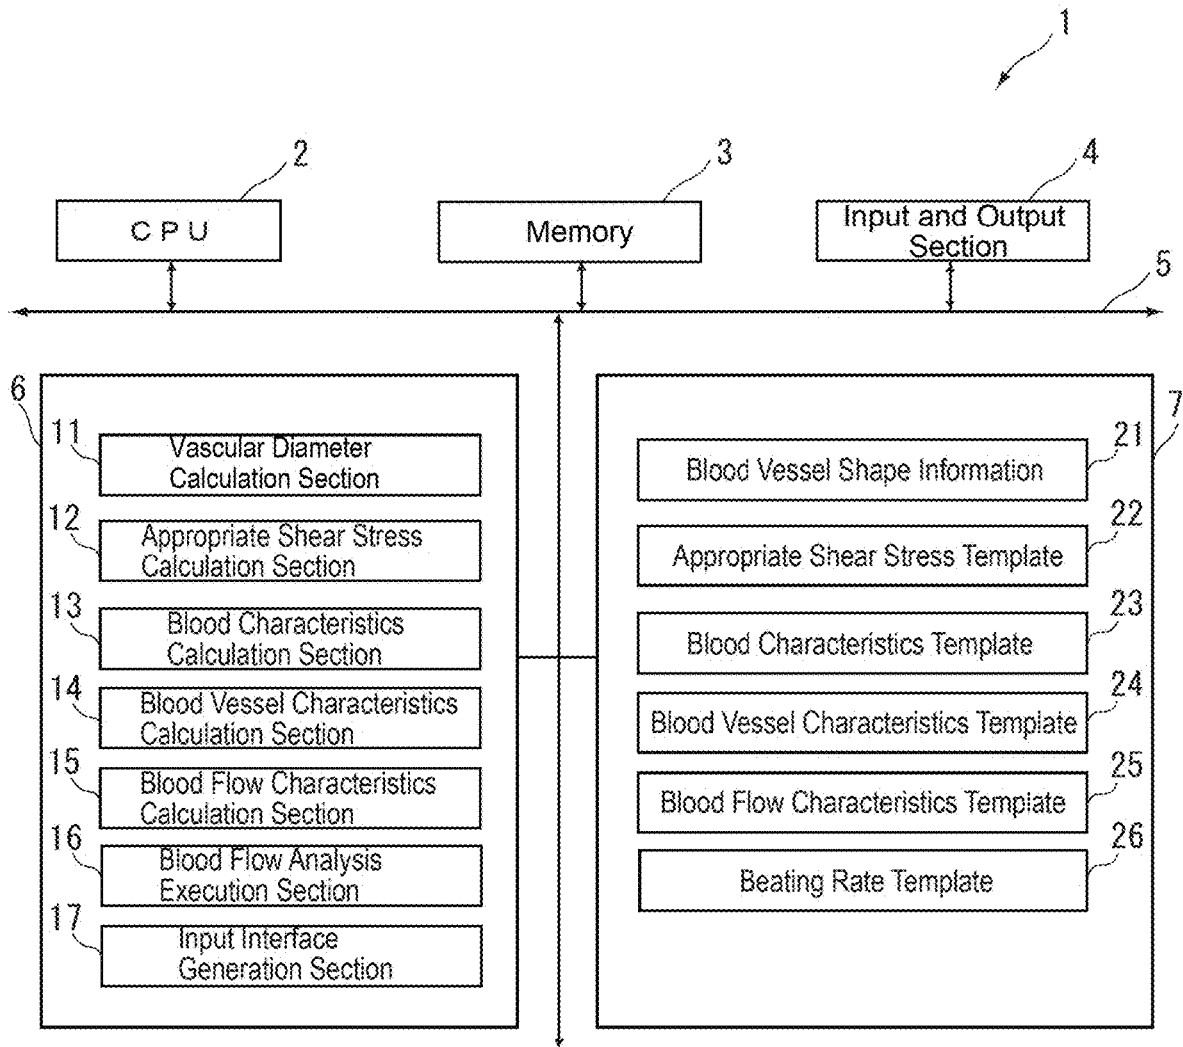 1
2
3
4
C P U
Memory
Input and Output
Section
5
6
7
11
Vascular Diameter
Calculation Section
12
Appropriate Shear Stress
Calculation Section
13
Blood Characteristics
Calculation Section
14
Blood Vessel Characteristics
Calculation Section
15
Blood Flow Characteristics
Calculation Section
16
Blood Flow Analysis
Execution Section
17
Input Interface
Generation Section
21
Blood Vessel Shape Information
22
Appropriate Shear Stress Template
23
Blood Characteristics Template
24
Blood Vessel Characteristics Template
25
Blood Flow Characteristics Template
26
Beating Rate Template